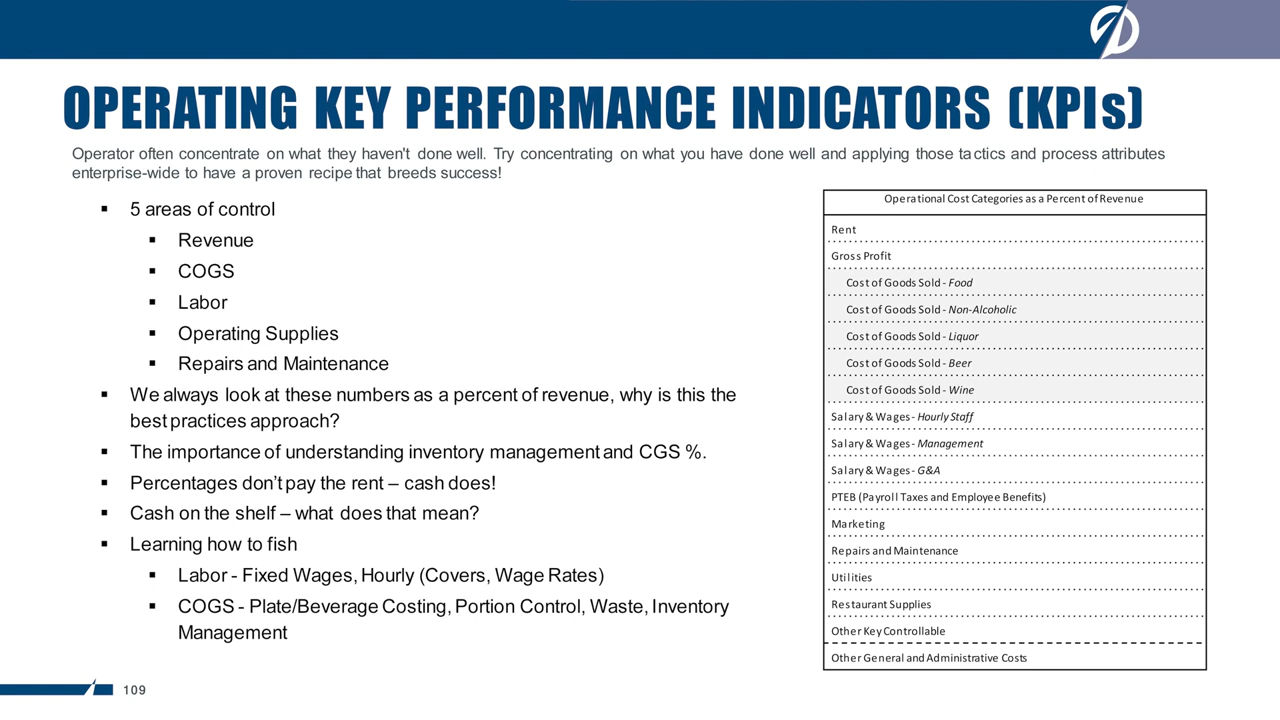 OPERATING KEY PERFORMANCE INDICATORS (KPIs)
Operator often concentrate on what they haven't done well. Try concentrating on what you have done well and applying those tactics and process attributes
enterprise-wide to have a proven recipe that breeds success!
▪ 5 areas of control
▪ Revenue
▪ COGS
▪ Labor
▪ Operating Supplies
▪ Repairs and Maintenance
▪ We always look at these numbers as a percent of revenue, why is this the
best practices approach?
▪ The importance of understanding inventory management and CGS %.
▪ Percentages don't pay the rent – cash does!
▪ Cash on the shelf – what does that mean?
▪ Learning how to fish
▪ Labor - Fixed Wages, Hourly (Covers, Wage Rates)
▪ COGS - Plate/Beverage Costing, Portion Control, Waste, Inventory
Management
Operational Cost Categories as a Percent of Revenue
Rent
Gross Profit
Cost of Goods Sold - Food
Cost of Goods Sold - Non-Alcoholic
Cost of Goods Sold - Liquor
Cost of Goods Sold - Beer
Cost of Goods Sold - Wine
Salary & Wages - Hourly Staff
Salary & Wages - Management
Salary & Wages - G&A
PTEB (Payroll Taxes and Employee Benefits)
Marketing
Repairs and Maintenance
Utilities
Restaurant Supplies
Other Key Controllable
Other General and Administrative Costs
109